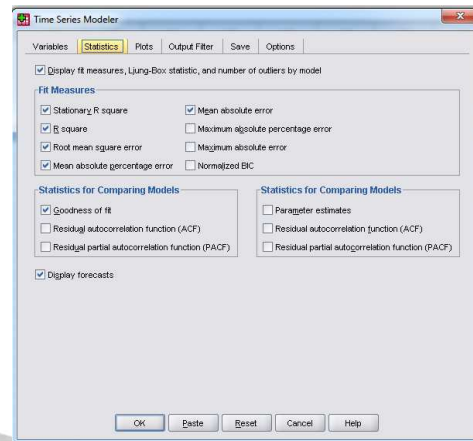 Time Series Modeler
Variables Statistics Plots Output Filter Save Options
Display fit measures, Ljung-Box statistic, and number of outliers by model
Fit Measures
Stationary R square
R square
Root mean square error
Mean absolute percentage error
Mean absolute error
Maximum absolute percentage error
Maximum absolute error
Normalized BIC
Statistics for Comparing Models
Goodness of fit
Residual autocorrelation function (ACF)
Residual partial autocorrelation function (PACF)
Statistics for Comparing Models
Parameter estimates
Residual autocorrelation function (ACF)
Residual partial autocorrelation function (PACF)
Display forecasts
OK Paste Reset Cancel Help